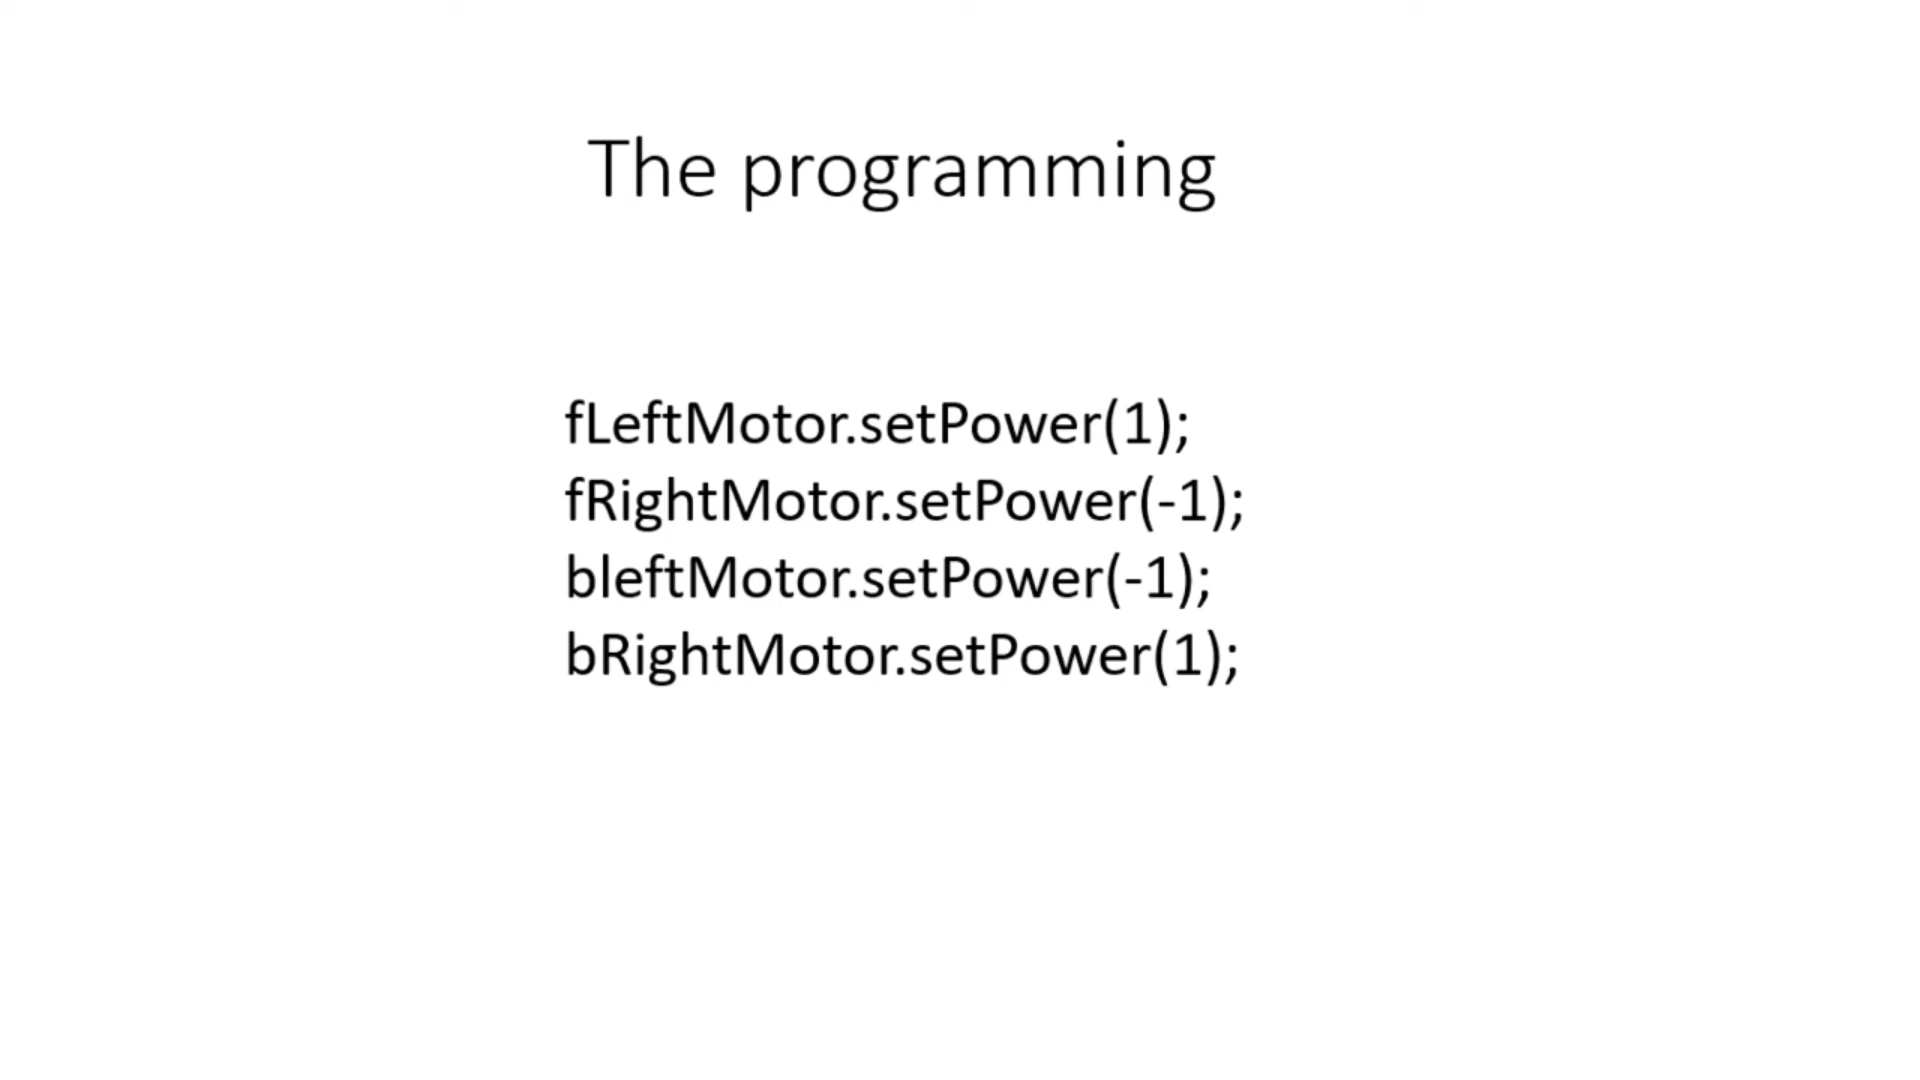 The programming
fLeftMotor.setPower(1);
fRightMotor.setPower(-1);
bleftMotor.setPower(-1);
bRightMotor.setPower(1);